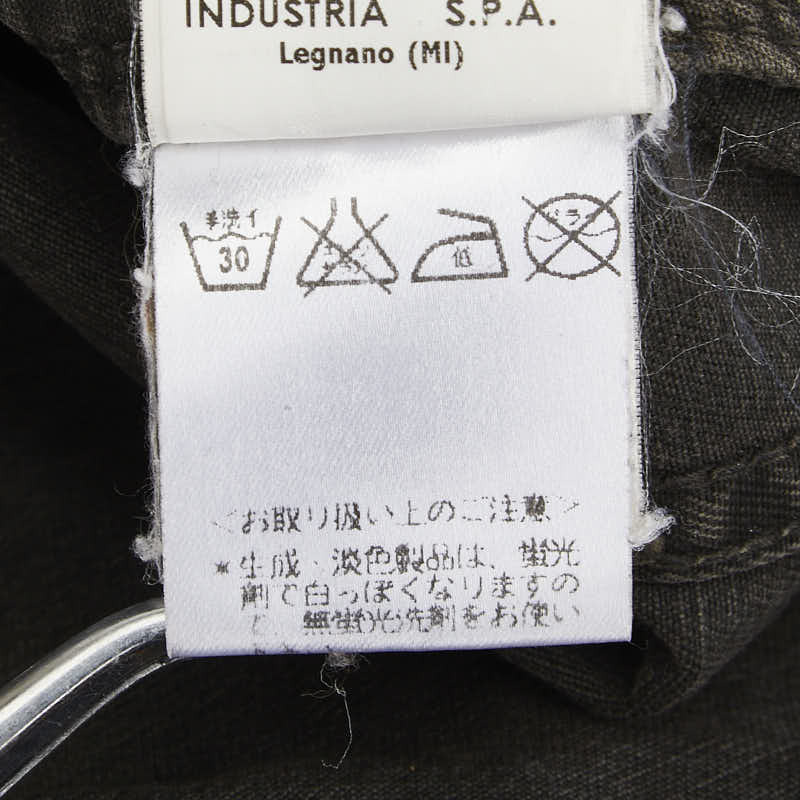 INDUSTRIA S.P.A.
Legnano (MI)
手洗イ
30
低
<お取り扱い上のご注意>
*生成・淡色製品は、蛍光
剤で白っぽくなりますの
で、無蛍光洗剤をお使い